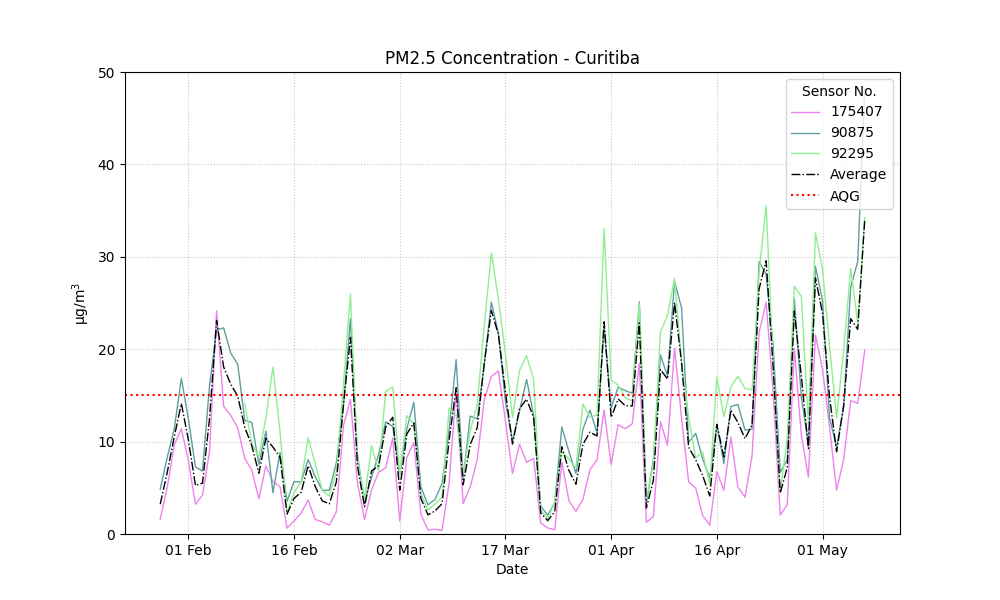 PM2.5 Concentration - Curitiba
Sensor No.
175407
90875
92295
Average
AQG
50
40
30
20
10
0
µg/m³
01 Feb
16 Feb
02 Mar
17 Mar
01 Apr
16 Apr
01 May
Date